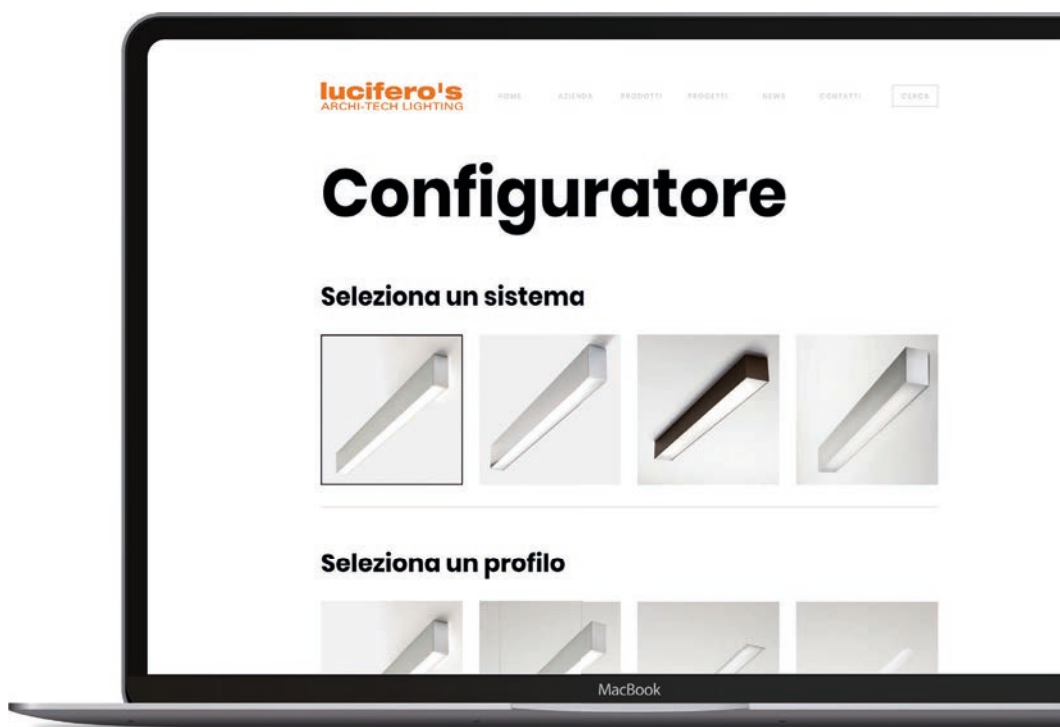 lucifero's
ARCHI-TECH LIGHTING
HOME AZIENDA PRODOTTI PROGETTI NEWS CONTATTI CERCA
Configuratore
Seleziona un sistema
Seleziona un profilo
MacBook